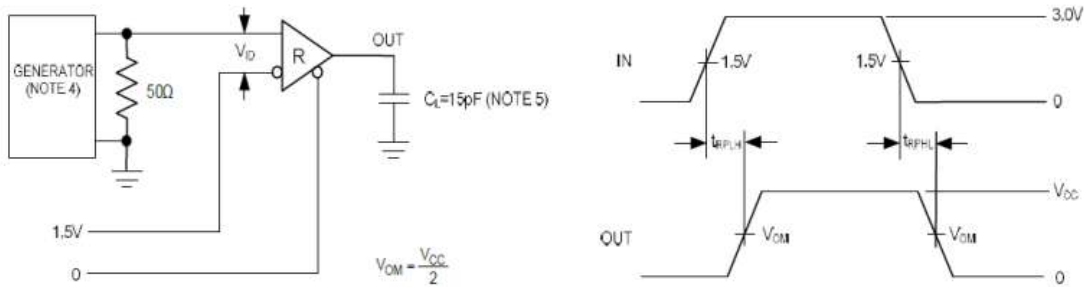 GENERATOR
(NOTE 4)
50Ω
V_ID
R
OUT
C_L=15pF (NOTE 5)
1.5V
0
V_OM = V_CC
2
3.0V
IN
1.5V
1.5V
0
t_RPLH
t_RPHL
V_CC
OUT
V_OM
V_OM
0